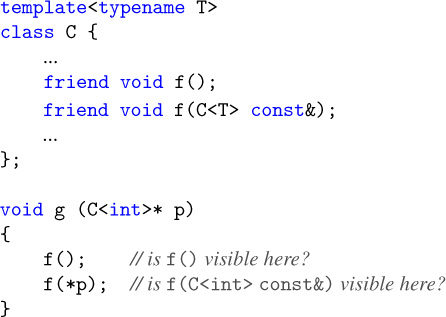 template<typename T>
class C {
...
friend void f();
friend void f(C<T> const&);
...
};
void g (C<int>* p)
{
f(); // is f() visible here?
f(*p); // is f(C<int> const&) visible here?
}